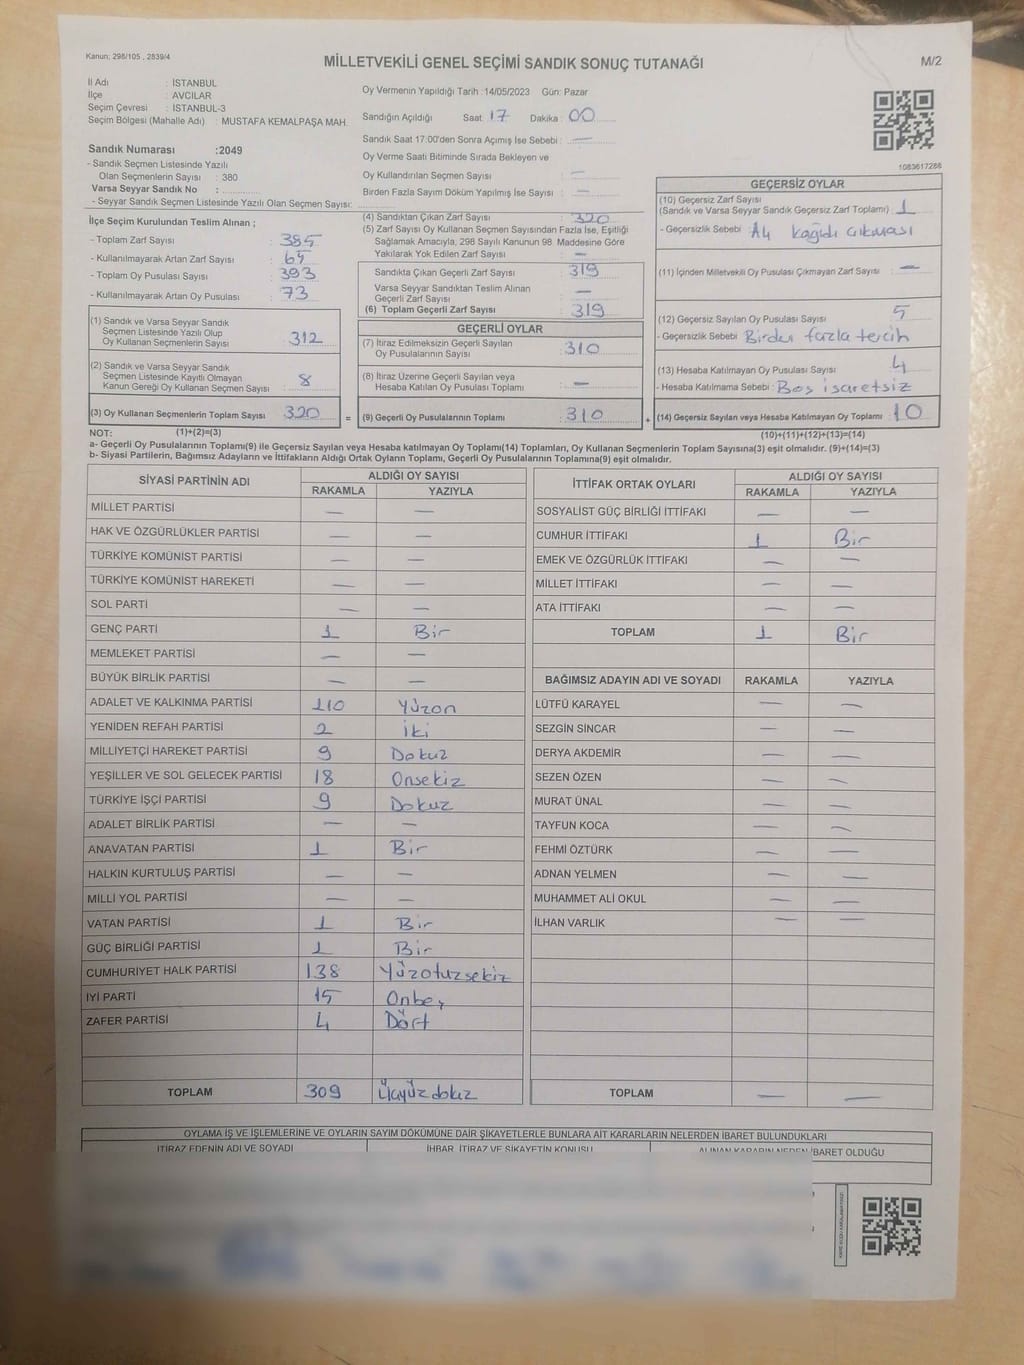 Kanun: 298/105 , 2839/4
MİLLETVEKİLİ GENEL SEÇİMİ SANDIK SONUÇ TUTANAĞI
M/2
İl Adı : İSTANBUL
İlçe : AVCILAR
Seçim Çevresi : İSTANBUL-3
Seçim Bölgesi (Mahalle Adı) : MUSTAFA KEMALPAŞA MAH.
Sandık Numarası :2049
- Sandık Seçmen Listesinde Yazılı
Olan Seçmenlerin Sayısı : 380
Varsa Seyyar Sandık No :
- Seyyar Sandık Seçmen Listesinde Yazılı Olan Seçmen Sayısı:
Oy Vermenin Yapıldığı Tarih :14/05/2023 Gün: Pazar
Sandığın Açıldığı Saat : 17 Dakika : 00
Sandık Saat 17:00'den Sonra Açımış İse Sebebi : —
Oy Verme Saati Bitiminde Sırada Bekleyen ve
Oy Kullandırılan Seçmen Sayısı : —
Birden Fazla Sayım Döküm Yapılmış İse Sayısı : —
1083617288
İlçe Seçim Kurulundan Teslim Alınan ;
- Toplam Zarf Sayısı : 385
- Kullanılmayarak Artan Zarf Sayısı : 65
- Toplam Oy Pusulası Sayısı : 393
- Kullanılmayarak Artan Oy Pusulası : 73
(1) Sandık ve Varsa Seyyar Sandık
Seçmen Listesinde Yazılı Olup
Oy Kullanan Seçmenlerin Sayısı : 312
(2) Sandık ve Varsa Seyyar Sandık
Seçmen Listesinde Kayıtlı Olmayan
Kanun Gereği Oy Kullanan Seçmen Sayısı : 8
(3) Oy Kullanan Seçmenlerin Toplam Sayısı : 320 =
(1)+(2)=(3)
(4) Sandıktan Çıkan Zarf Sayısı : 320
(5) Zarf Sayısı Oy Kullanan Seçmen Sayısından Fazla İse, Eşitliği
Sağlamak Amacıyla, 298 Sayılı Kanunun 98. Maddesine Göre
Yakılarak Yok Edilen Zarf Sayısı : —
Sandıkta Çıkan Geçerli Zarf Sayısı : 319
Varsa Seyyar Sandıktan Teslim Alınan
Geçerli Zarf Sayısı : —
(6) Toplam Geçerli Zarf Sayısı : 319
GEÇERLİ OYLAR
(7) İtiraz Edilmeksizin Geçerli Sayılan
Oy Pusulalarının Sayısı : 310
(8) İtiraz Üzerine Geçerli Sayılan veya
Hesaba Katılan Oy Pusulası Toplamı : —
(9) Geçerli Oy Pusulalarının Toplamı : 310 +
GEÇERSİZ OYLAR
(10) Geçersiz Zarf Sayısı
(Sandık ve Varsa Seyyar Sandık Geçersiz Zarf Toplamı) : 1
- Geçersizlik Sebebi : A4 kağıdı çıkması
(11) İçinden Milletvekili Oy Pusulası Çıkmayan Zarf Sayısı : —
(12) Geçersiz Sayılan Oy Pusulası Sayısı : 5
- Geçersizlik Sebebi : Birden fazla tercih
(13) Hesaba Katılmayan Oy Pusulası Sayısı : 4
- Hesaba Katılmama Sebebi : Boş işaretsiz
(14) Geçersiz Sayılan veya Hesaba Katılmayan Oy Toplamı : 10
(10)+(11)+(12)+(13)=(14)
NOT:
a- Geçerli Oy Pusulalarının Toplamı(9) ile Geçersiz Sayılan veya Hesaba katılmayan Oy Toplamı(14) Toplamları, Oy Kullanan Seçmenlerin Toplam Sayısına(3) eşit olmalıdır. (9)+(14)=(3)
b- Siyasi Partilerin, Bağımsız Adayların ve İttifakların Aldığı Ortak Oyların Toplamı, Geçerli Oy Pusulalarının Toplamına(9) eşit olmalıdır.
SİYASİ PARTİNİN ADI ALDIĞI OY SAYISI
RAKAMLA YAZIYLA
MİLLET PARTİSİ — —
HAK VE ÖZGÜRLÜKLER PARTİSİ — —
TÜRKİYE KOMÜNİST PARTİSİ — —
TÜRKİYE KOMÜNİST HAREKETİ — —
SOL PARTİ — —
GENÇ PARTİ 1 Bir
MEMLEKET PARTİSİ — —
BÜYÜK BİRLİK PARTİSİ — —
ADALET VE KALKINMA PARTİSİ 110 Yüzon
YENİDEN REFAH PARTİSİ 2 İki
MİLLİYETÇİ HAREKET PARTİSİ 9 Dokuz
YEŞİLLER VE SOL GELECEK PARTİSİ 18 Onsekiz
TÜRKİYE İŞÇİ PARTİSİ 9 Dokuz
ADALET BİRLİK PARTİSİ — —
ANAVATAN PARTİSİ 1 Bir
HALKIN KURTULUŞ PARTİSİ — —
MİLLİ YOL PARTİSİ — —
VATAN PARTİSİ 1 Bir
GÜÇ BİRLİĞİ PARTİSİ 1 Bir
CUMHURİYET HALK PARTİSİ 138 Yüzotuzsekiz
İYİ PARTİ 15 Onbeş
ZAFER PARTİSİ 4 Dört
TOPLAM 309 Üçyüzdokuz
İTTİFAK ORTAK OYLARI ALDIĞI OY SAYISI
RAKAMLA YAZIYLA
SOSYALİST GÜÇ BİRLİĞİ İTTİFAKI — —
CUMHUR İTTİFAKI 1 Bir
EMEK VE ÖZGÜRLÜK İTTİFAKI — —
MİLLET İTTİFAKI — —
ATA İTTİFAKI — —
TOPLAM 1 Bir
BAĞIMSIZ ADAYIN ADI VE SOYADI RAKAMLA YAZIYLA
LÜTFÜ KARAYEL — —
SEZGİN SİNCAR — —
DERYA AKDEMİR — —
SEZEN ÖZEN — —
MURAT ÜNAL — —
TAYFUN KOCA — —
FEHMİ ÖZTÜRK — —
ADNAN YELMEN — —
MUHAMMET ALİ OKUL — —
İLHAN VARLIK — —
TOPLAM — —
OYLAMA İŞ VE İŞLEMLERİNE VE OYLARIN SAYIM DÖKÜMÜNE DAİR ŞİKAYETLERLE BUNLARA AİT KARARLARIN NELERDEN İBARET BULUNDUKLARI
İTİRAZ EDENİN ADI VE SOYADI İHBAR, İTİRAZ VE ŞİKAYETİN KONUSU ALINAN KARARIN NEDEN İBARET OLDUĞU